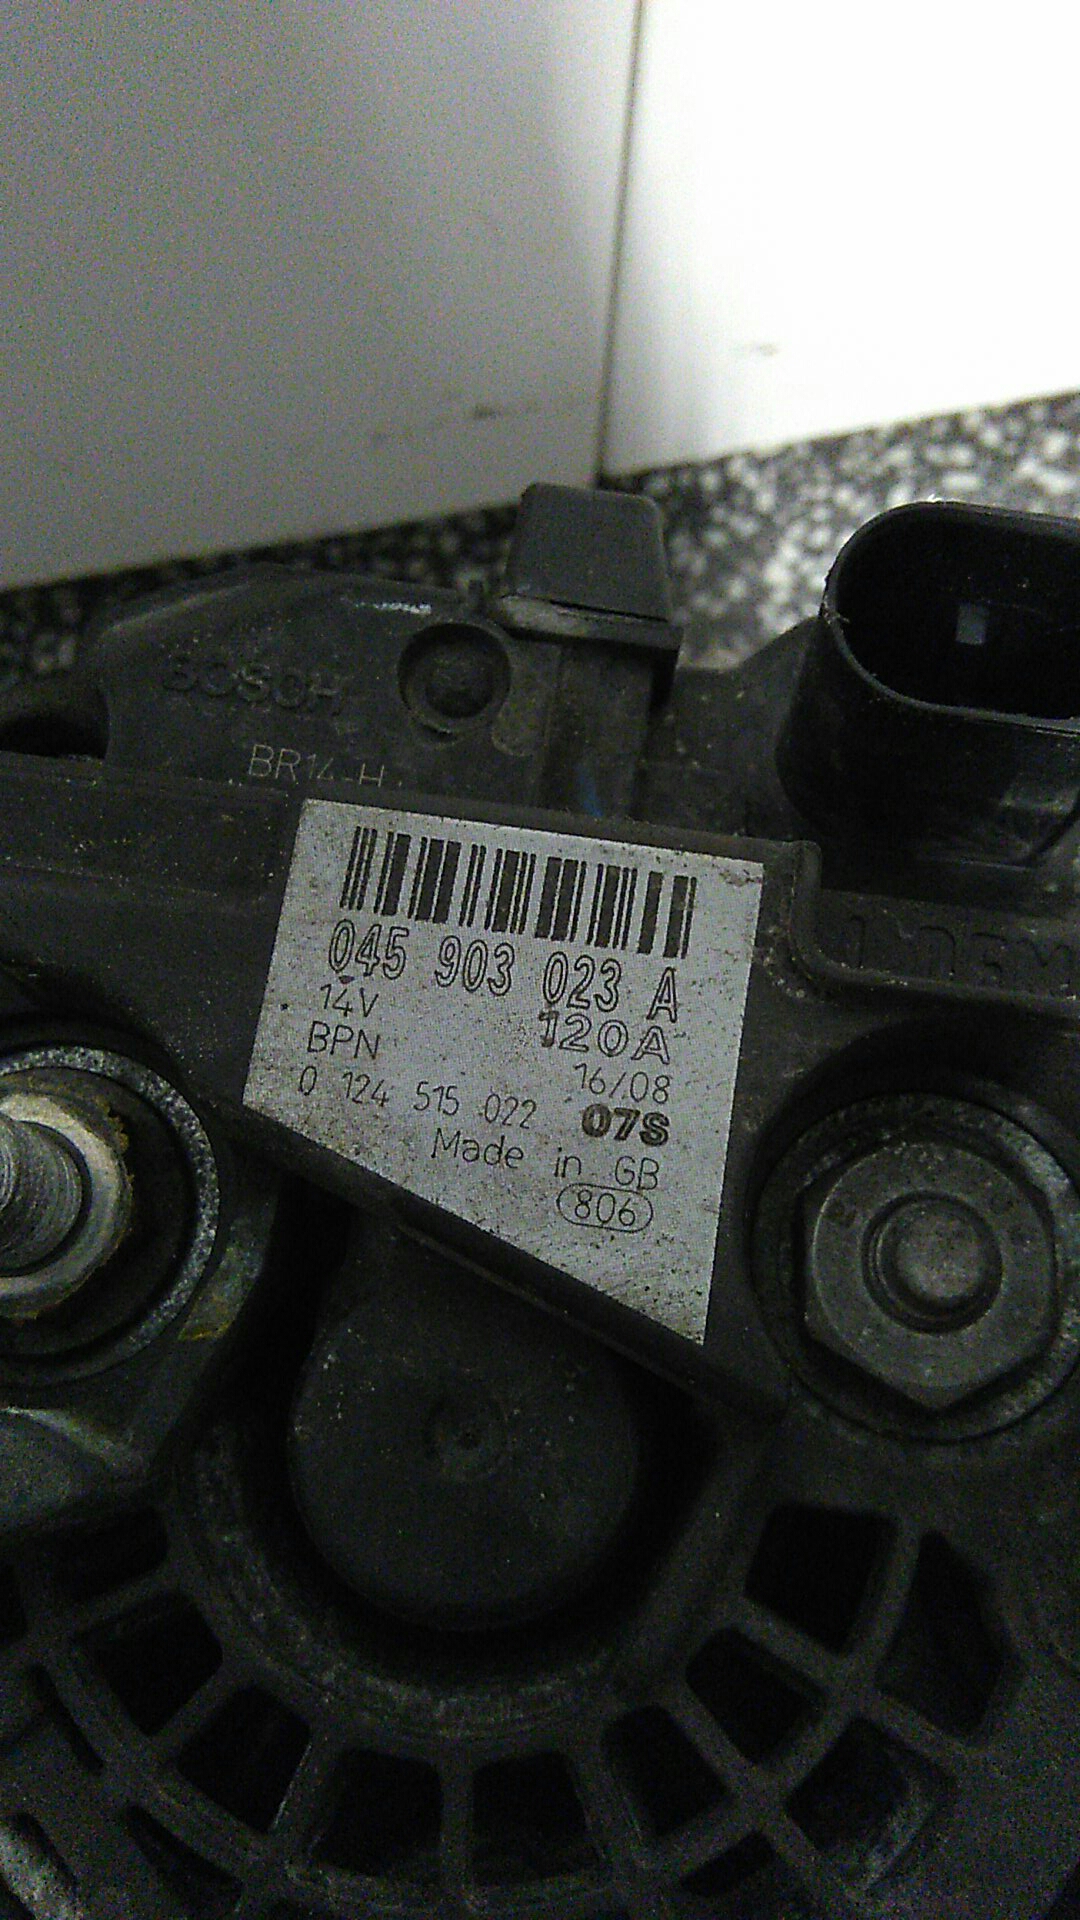 BOSCH
BR14-H
045 903 023 A
14V 120A
BPN 16/08
0 124 515 022 07S
Made in GB
806